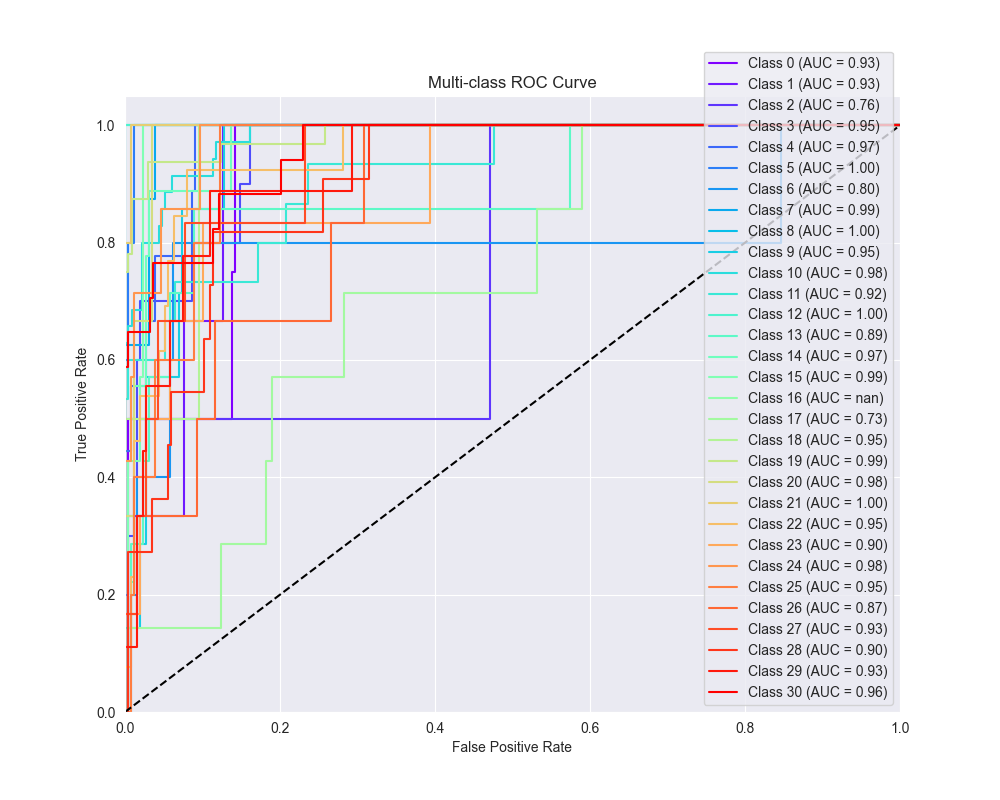 Multi-class ROC Curve
Class 0 (AUC = 0.93)
Class 1 (AUC = 0.93)
Class 2 (AUC = 0.76)
Class 3 (AUC = 0.95)
Class 4 (AUC = 0.97)
Class 5 (AUC = 1.00)
Class 6 (AUC = 0.80)
Class 7 (AUC = 0.99)
Class 8 (AUC = 1.00)
Class 9 (AUC = 0.95)
Class 10 (AUC = 0.98)
Class 11 (AUC = 0.92)
Class 12 (AUC = 1.00)
Class 13 (AUC = 0.89)
Class 14 (AUC = 0.97)
Class 15 (AUC = 0.99)
Class 16 (AUC = nan)
Class 17 (AUC = 0.73)
Class 18 (AUC = 0.95)
Class 19 (AUC = 0.99)
Class 20 (AUC = 0.98)
Class 21 (AUC = 1.00)
Class 22 (AUC = 0.95)
Class 23 (AUC = 0.90)
Class 24 (AUC = 0.98)
Class 25 (AUC = 0.95)
Class 26 (AUC = 0.87)
Class 27 (AUC = 0.93)
Class 28 (AUC = 0.90)
Class 29 (AUC = 0.93)
Class 30 (AUC = 0.96)
True Positive Rate
1.0
0.8
0.6
0.4
0.2
0.0
0.0 0.2 0.4 0.6 0.8 1.0
False Positive Rate